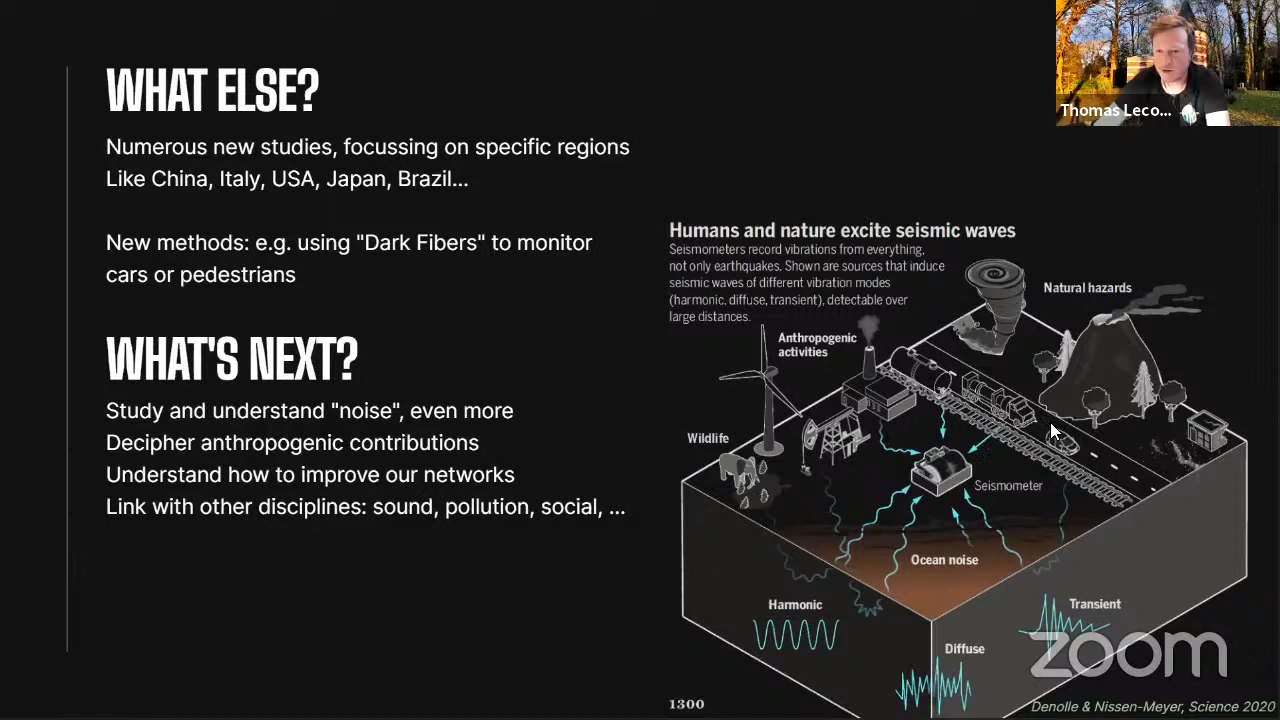 WHAT ELSE?
Numerous new studies, focussing on specific regions
Like China, Italy, USA, Japan, Brazil...
New methods: e.g. using "Dark Fibers" to monitor
cars or pedestrians
WHAT'S NEXT?
Study and understand "noise", even more
Decipher anthropogenic contributions
Understand how to improve our networks
Link with other disciplines: sound, pollution, social, ...
Thomas Leco...
Humans and nature excite seismic waves
Seismometers record vibrations from everything,
not only earthquakes. Shown are sources that induce
seismic waves of different vibration modes
(harmonic, diffuse, transient), detectable over
large distances.
Natural hazards
Anthropogenic
activities
Wildlife
Seismometer
Ocean noise
Harmonic
Transient
Diffuse
zoom
1300
Denolle & Nissen-Meyer, Science 2020